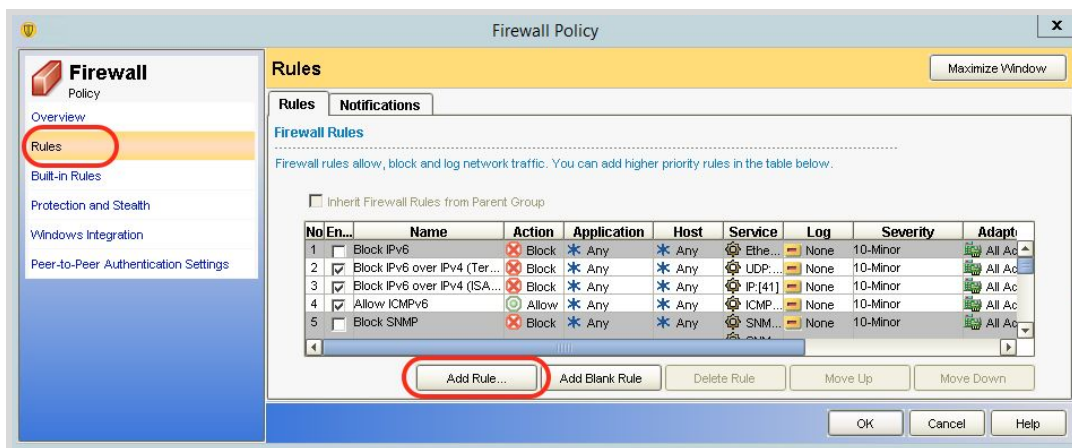 Firewall Policy
x
Firewall
Policy
Overview
Rules
Built-in Rules
Protection and Stealth
Windows Integration
Peer-to-Peer Authentication Settings
Rules
Maximize Window
Rules Notifications
Firewall Rules
Firewall rules allow, block and log network traffic. You can add higher priority rules in the table below.
Inherit Firewall Rules from Parent Group
No En... Name Action Application Host Service Log Severity Adapt
1 Block IPv6 Block Any Any Ethe... None 10-Minor All Ad
2 Block IPv6 over IPv4 (Ter... Block Any Any UDP:... None 10-Minor All Ad
3 Block IPv6 over IPv4 (ISA... Block Any Any IP:[41] None 10-Minor All Ad
4 Allow ICMPv6 Allow Any Any ICMP... None 10-Minor All Ad
5 Block SNMP Block Any Any SNM... None 10-Minor All Ad
Add Rule... Add Blank Rule Delete Rule Move Up Move Down
OK Cancel Help